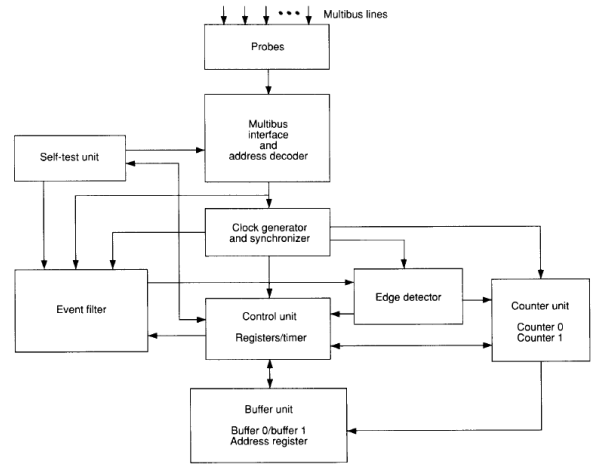 Multibus lines
Probes
Multibus
interface
and
address decoder
Self-test unit
Clock generator
and synchronizer
Event filter
Edge detector
Control unit
Registers/timer
Counter unit
Counter 0
Counter 1
Buffer unit
Buffer 0/buffer 1
Address register